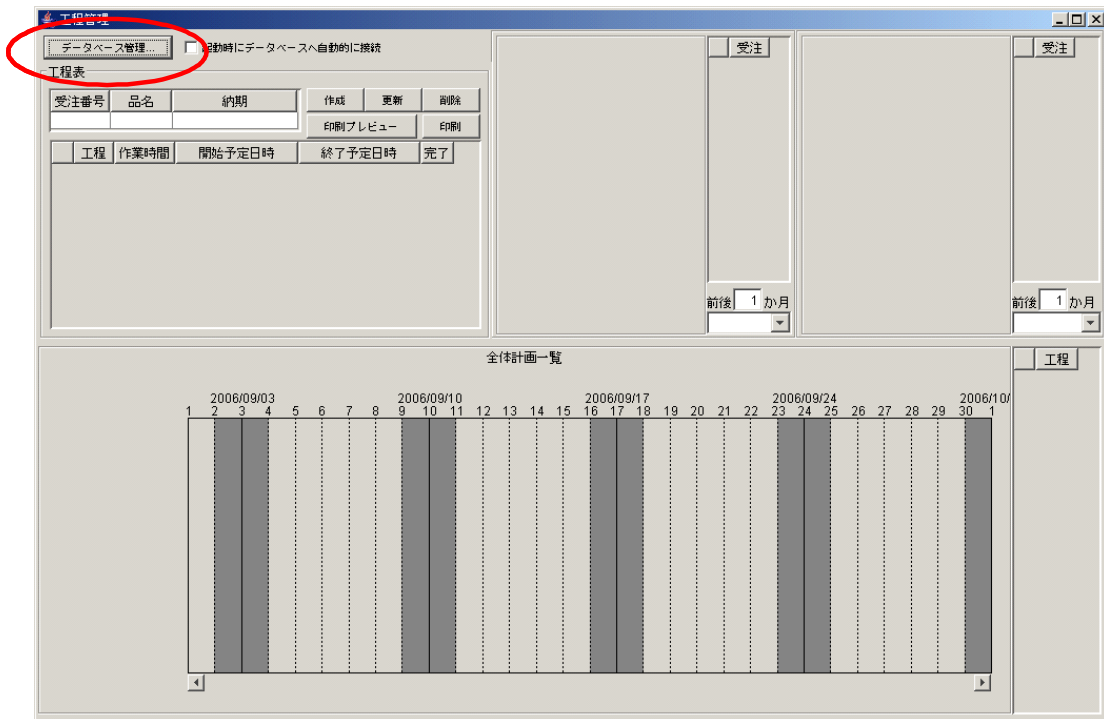 工程管理
データベース管理...
起動時にデータベースへ自動的に接続
工程表
受注番号 品名 納期
作成 更新 削除
印刷プレビュー 印刷
工程 作業時間 開始予定日時 終了予定日時 完了
受注
前後 1 か月
受注
前後 1 か月
全体計画一覧
2006/09/03 2006/09/10 2006/09/17 2006/09/24 2006/10/
1 2 3 4 5 6 7 8 9 10 11 12 13 14 15 16 17 18 19 20 21 22 23 24 25 26 27 28 29 30 1
工程